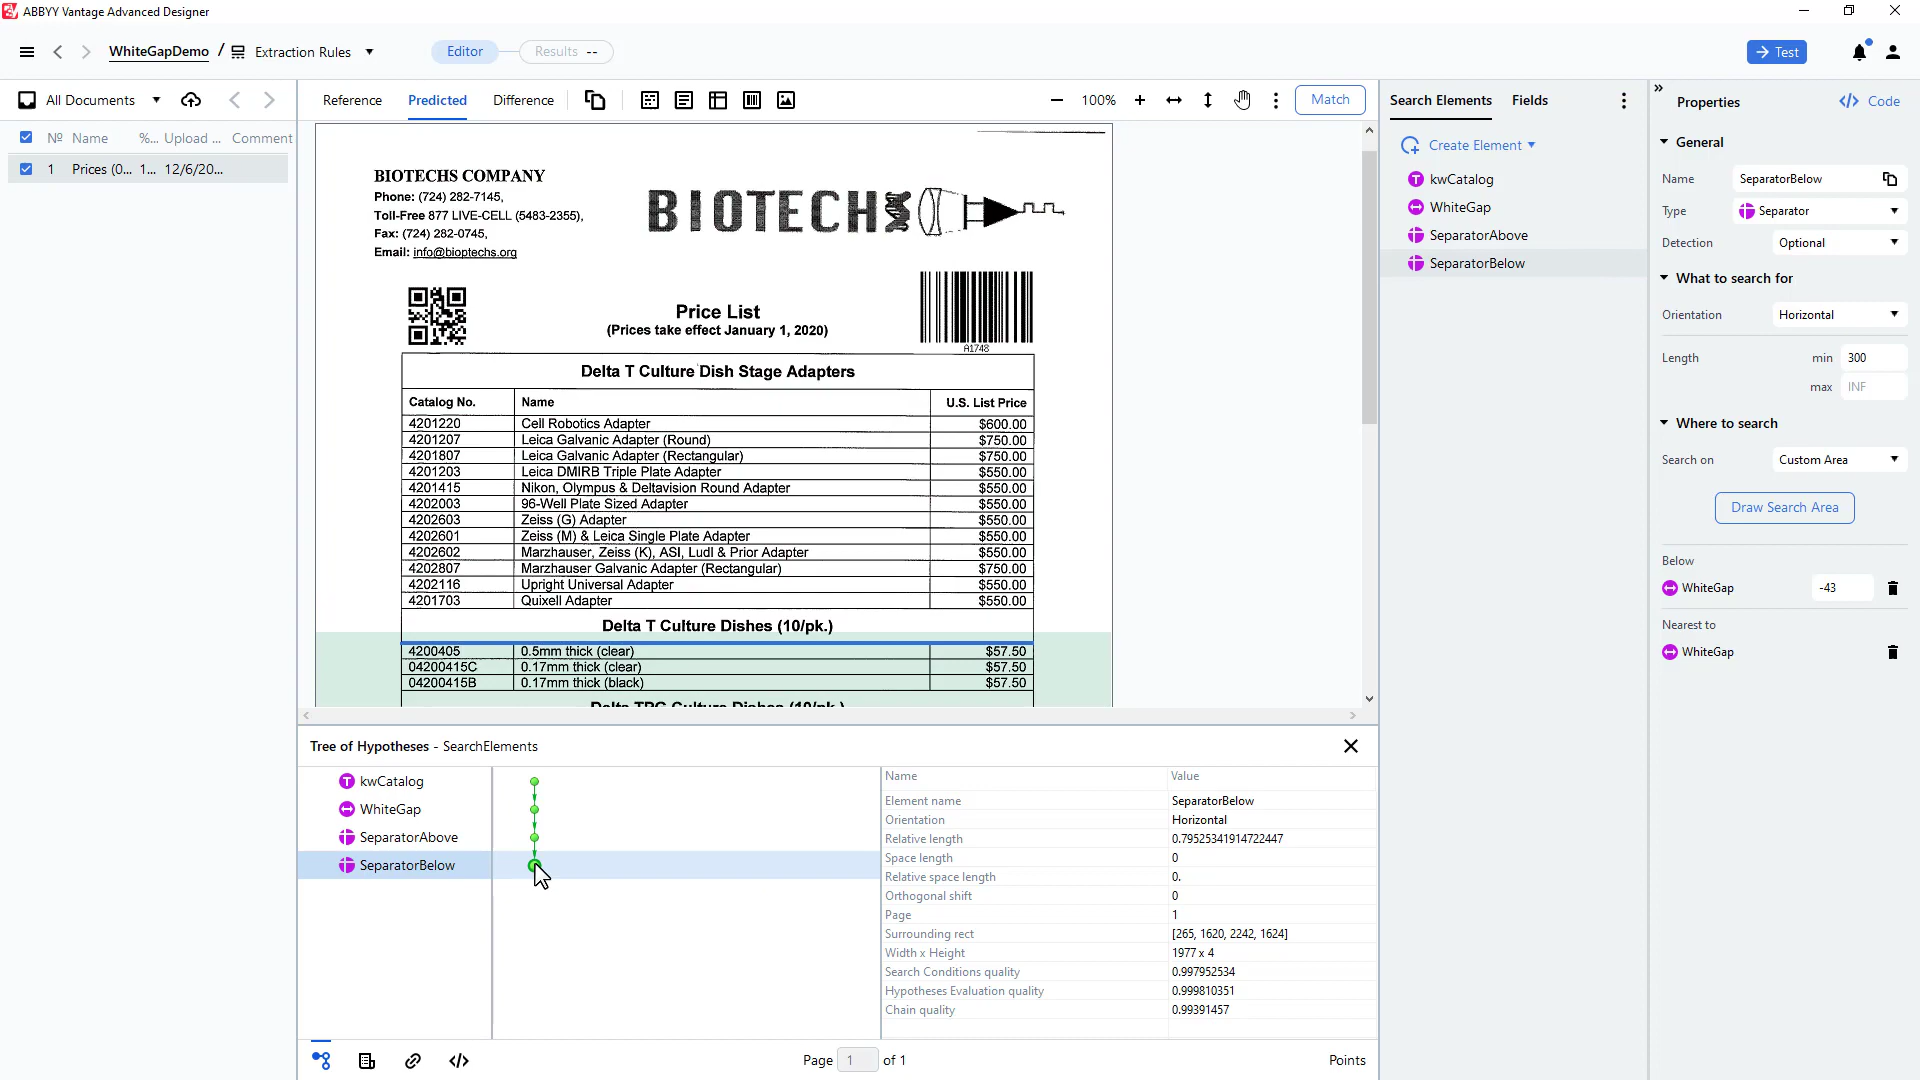 ABBYY Vantage Advanced Designer
WhiteGapDemo / Extraction Rules
Editor
Results --
Test
All Documents
Reference
Predicted
Difference
100%
Match
Search Elements
Fields
Properties
Code
№ Name %... Upload ... Comment
1 Prices (0... 1... 12/6/20...
BIOTECHS COMPANY
Phone: (724) 282-7145,
Toll-Free 877 LIVE-CELL (5483-2355),
Fax: (724) 282-0745,
Email: info@bioptechs.org
BIOTECHS
Price List
(Prices take effect January 1, 2020)
A1748
Delta T Culture Dish Stage Adapters
Catalog No. Name U.S. List Price
4201220 Cell Robotics Adapter $600.00
4201207 Leica Galvanic Adapter (Round) $750.00
4201807 Leica Galvanic Adapter (Rectangular) $750.00
4201203 Leica DMIRB Triple Plate Adapter $550.00
4201415 Nikon, Olympus & Deltavision Round Adapter $550.00
4202003 96-Well Plate Sized Adapter $550.00
4202603 Zeiss (G) Adapter $550.00
4202601 Zeiss (M) & Leica Single Plate Adapter $550.00
4202602 Marzhauser, Zeiss (K), ASI, Ludl & Prior Adapter $550.00
4202807 Marzhauser Galvanic Adapter (Rectangular) $750.00
4202116 Upright Universal Adapter $550.00
4201703 Quixell Adapter $550.00
Delta T Culture Dishes (10/pk.)
4200405 0.5mm thick (clear) $57.50
04200415C 0.17mm thick (clear) $57.50
04200415B 0.17mm thick (black) $57.50
Delta TPG Culture Dishes (10/pk.)
Create Element
kwCatalog
WhiteGap
SeparatorAbove
SeparatorBelow
General
Name SeparatorBelow
Type Separator
Detection Optional
What to search for
Orientation Horizontal
Length min 300
max INF
Where to search
Search on Custom Area
Draw Search Area
Below
WhiteGap -43
Nearest to
WhiteGap
Tree of Hypotheses - SearchElements
kwCatalog
WhiteGap
SeparatorAbove
SeparatorBelow
Name Value
Element name SeparatorBelow
Orientation Horizontal
Relative length 0.79525341914722447
Space length 0
Relative space length 0.
Orthogonal shift 0
Page 1
Surrounding rect [265, 1620, 2242, 1624]
Width x Height 1977 x 4
Search Conditions quality 0.997952534
Hypotheses Evaluation quality 0.999810351
Chain quality 0.99391457
Page 1 of 1
Points